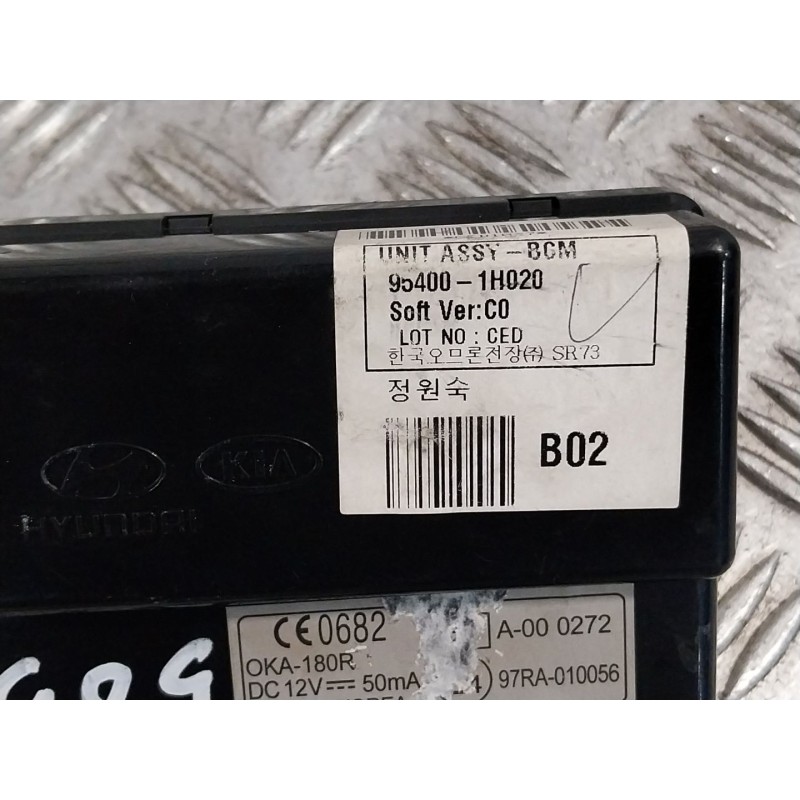 UNIT ASSY-BCM
95400-1H020
Soft Ver:C0
LOT NO : CED
한국오므론전장㈜ SR73
정원숙
B02
KIA
HYUNDAI
CE0682
A-00 0272
OKA-180R
DC 12V 50mA
97RA-010056